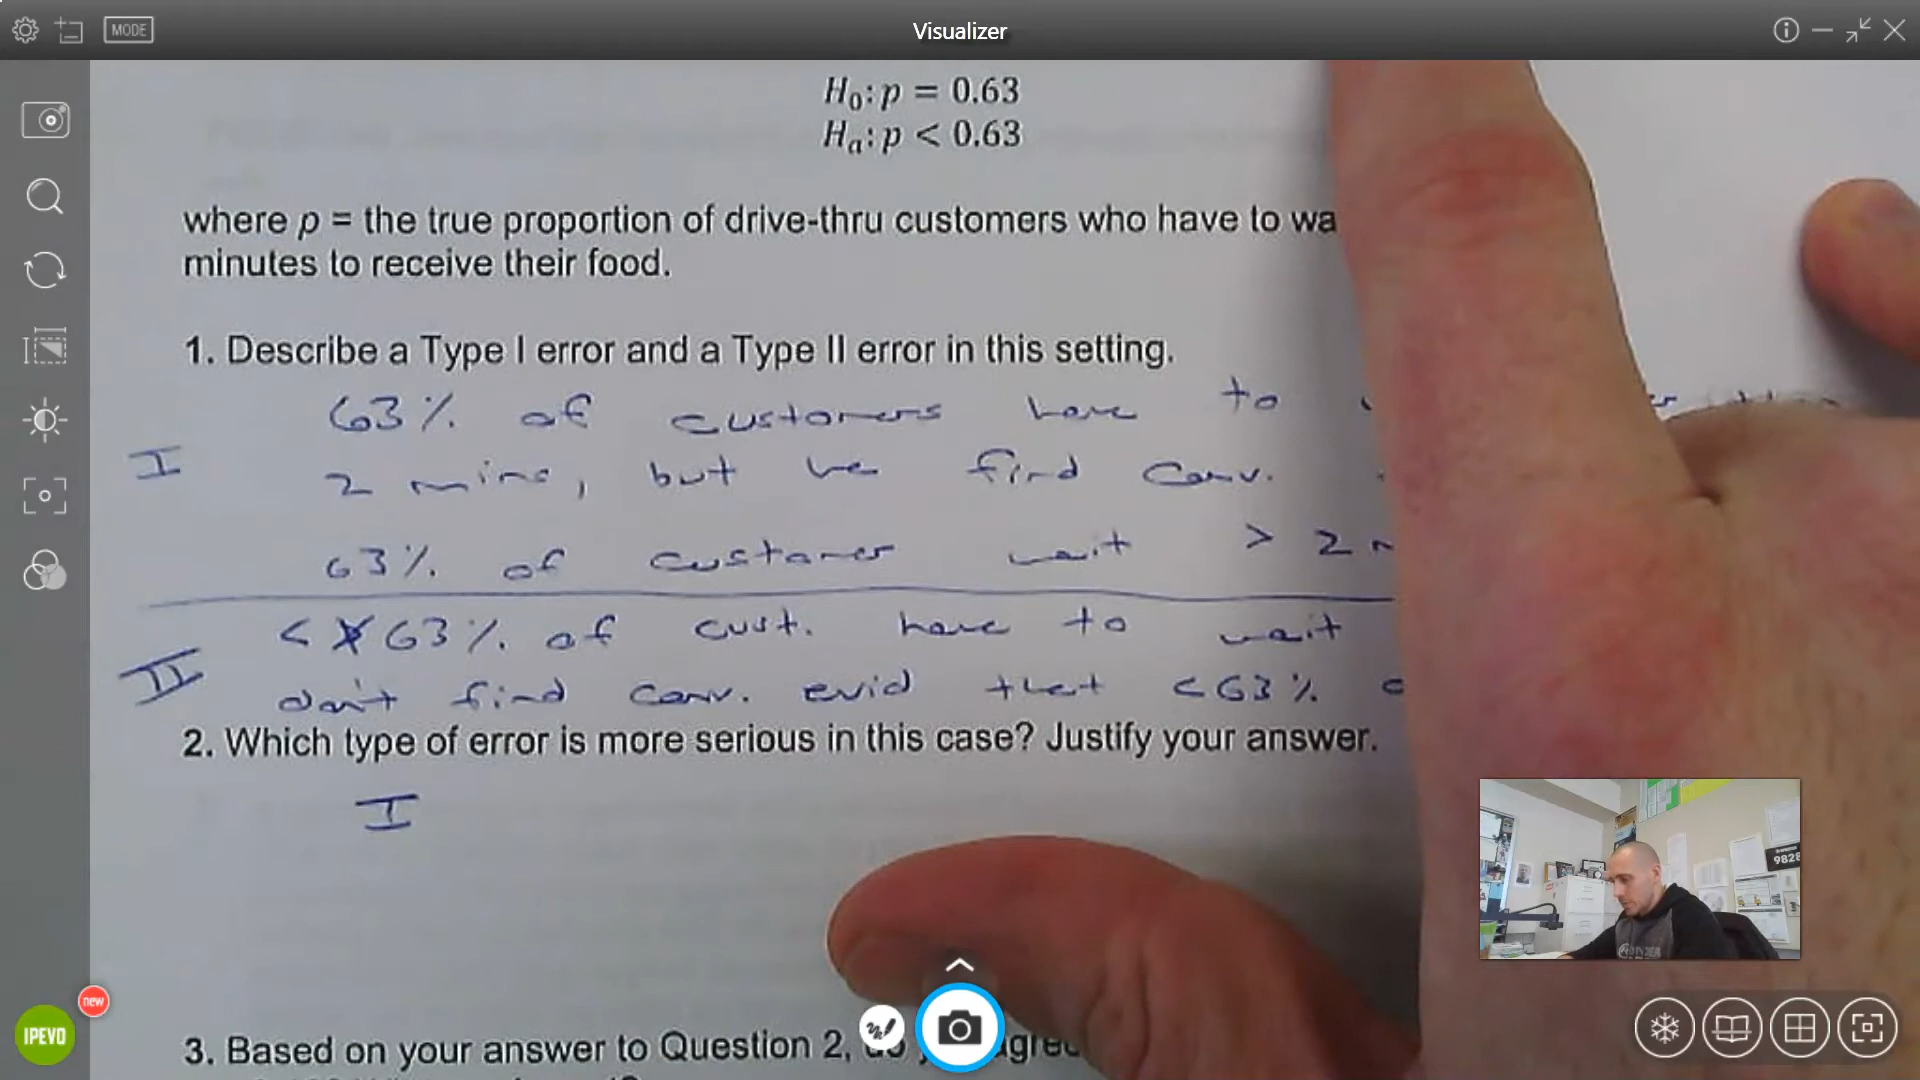 MODE
Visualizer
H₀: p = 0.63
Hₐ: p < 0.63
where p = the true proportion of drive-thru customers who have to wa
minutes to receive their food.
1. Describe a Type I error and a Type II error in this setting.
63% of customers have to
I
2 mins, but we find conv.
63% of customer wait > 2 m
< 63% of cust. have to wait
II
don't find conv. evid that <63%
2. Which type of error is more serious in this case? Justify your answer.
I
9828
new
IPEVO
3. Based on your answer to Question 2, agree